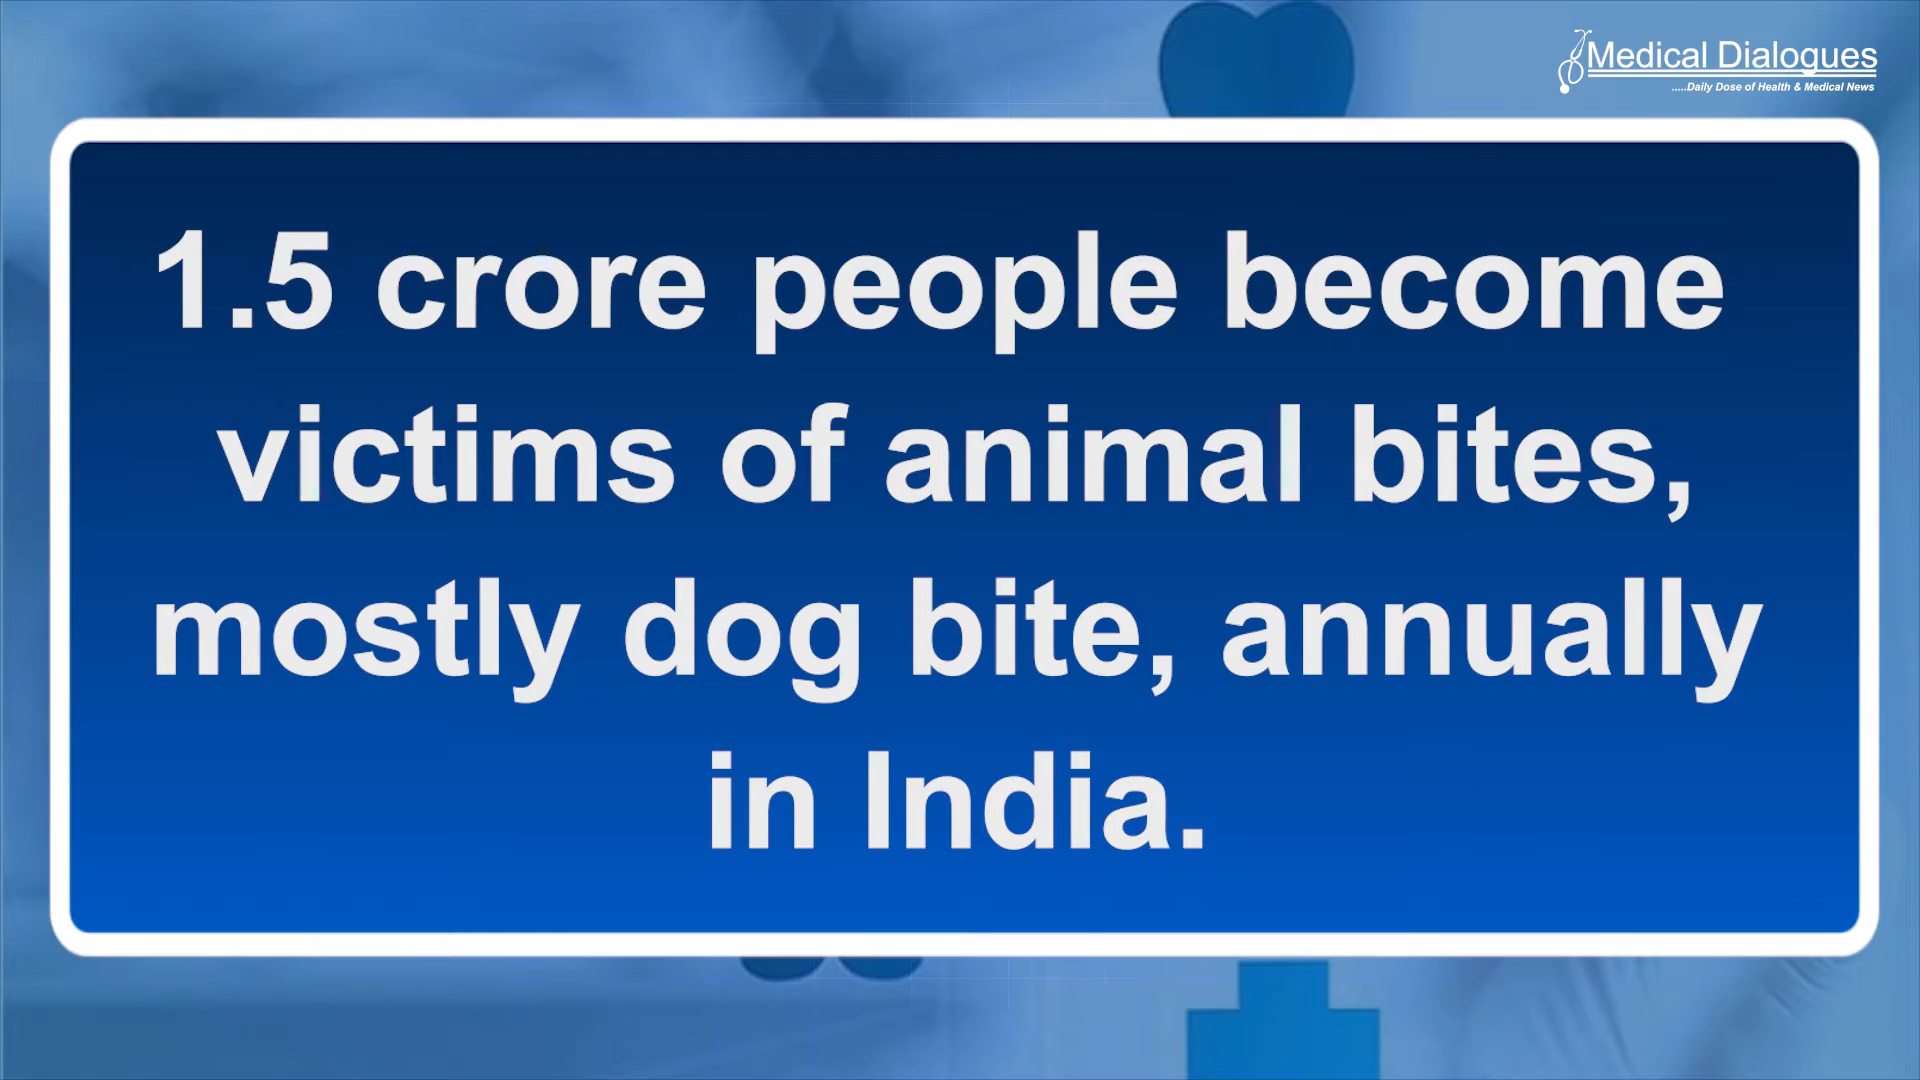 Medical Dialogues
.....Daily Dose of Health & Medical News
1.5 crore people become
victims of animal bites,
mostly dog bite, annually
in India.